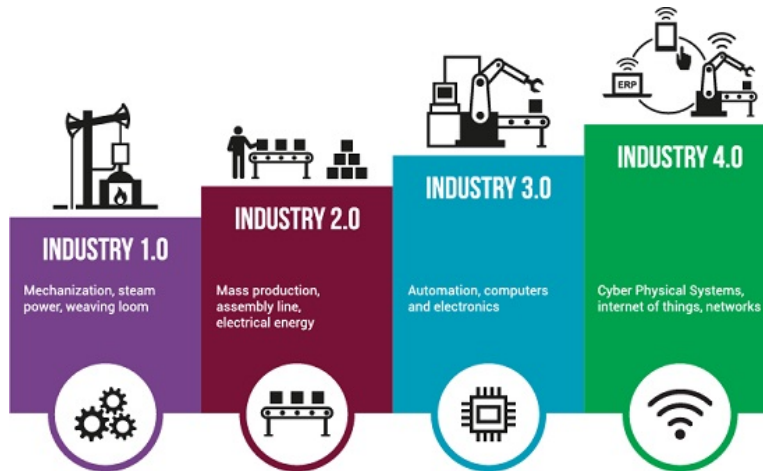 ERP
INDUSTRY 1.0
Mechanization, steam
power, weaving loom
INDUSTRY 2.0
Mass production,
assembly line,
electrical energy
INDUSTRY 3.0
Automation, computers
and electronics
INDUSTRY 4.0
Cyber Physical Systems,
internet of things, networks